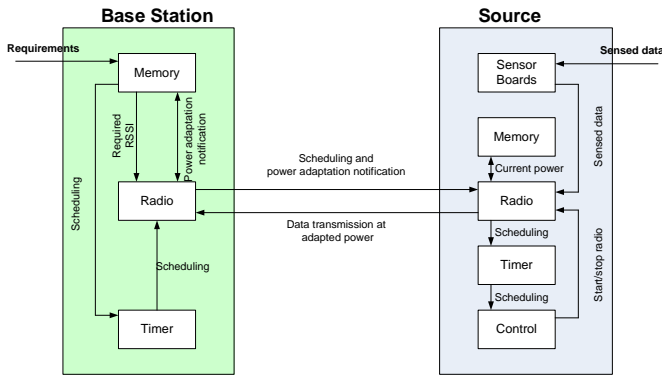 Base Station
Source
Requirements
Sensed data
Memory
Sensor
Boards
Required
RSSI
Power adaptation
notification
Sensed data
Memory
Scheduling and
power adaptation notification
Current power
Scheduling
Radio
Radio
Data transmission at
adapted power
Scheduling
Scheduling
Timer
Start/stop radio
Scheduling
Timer
Control